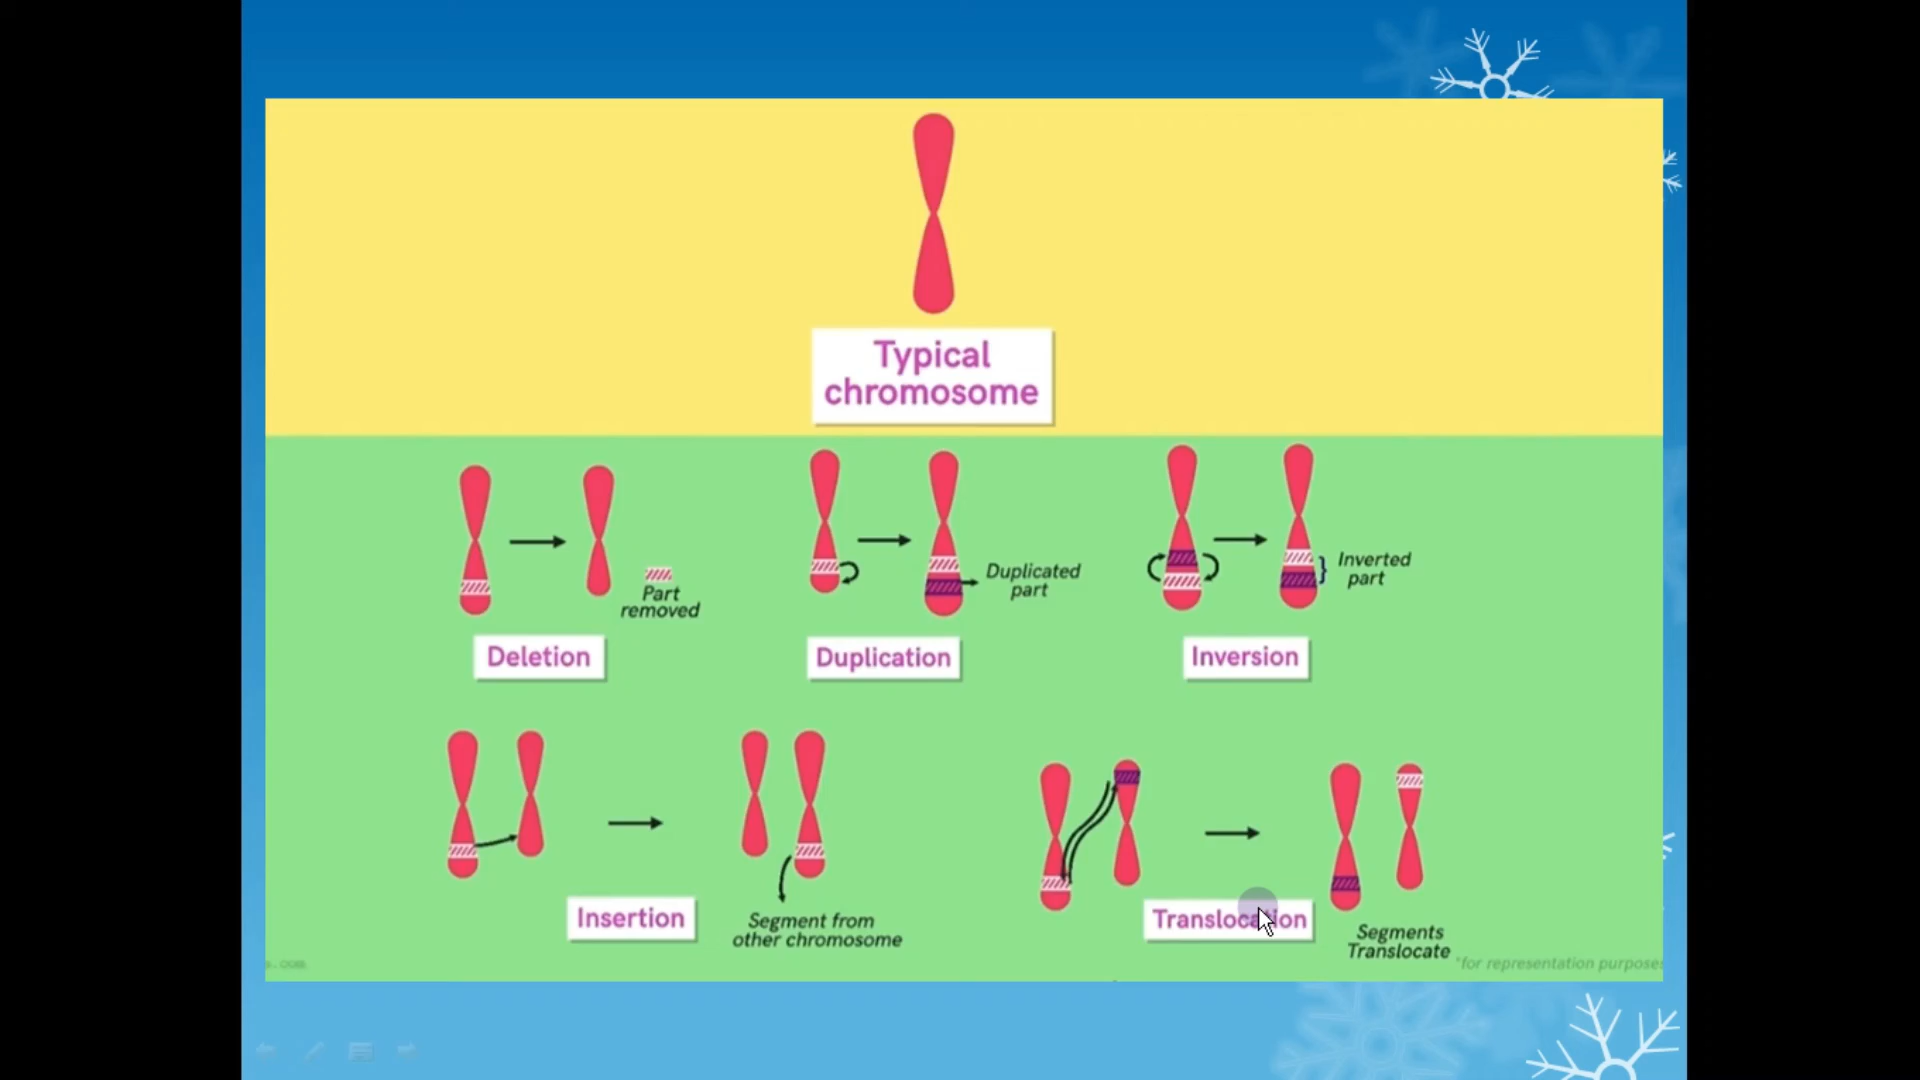 Typical
chromosome
Part
removed
Duplicated
part
Inverted
part
Deletion
Duplication
Inversion
Insertion
Segment from
other chromosome
Translocation
Segments
Translocate
*for representation purposes